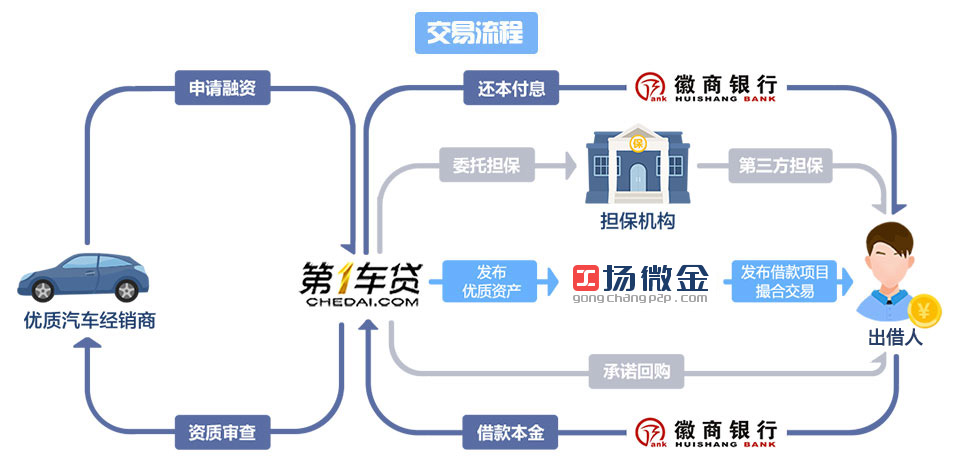 交易流程
申请融资
还本付息
ank
徽商银行
HUISHANG BANK
委托担保
保
第三方担保
担保机构
第1车贷
CHEDAI.COM
发布
优质资产
工场微金
gongchangp2p.com
发布借款项目
撮合交易
¥
优质汽车经销商
出借人
承诺回购
资质审查
借款本金
ank
徽商银行
HUISHANG BANK